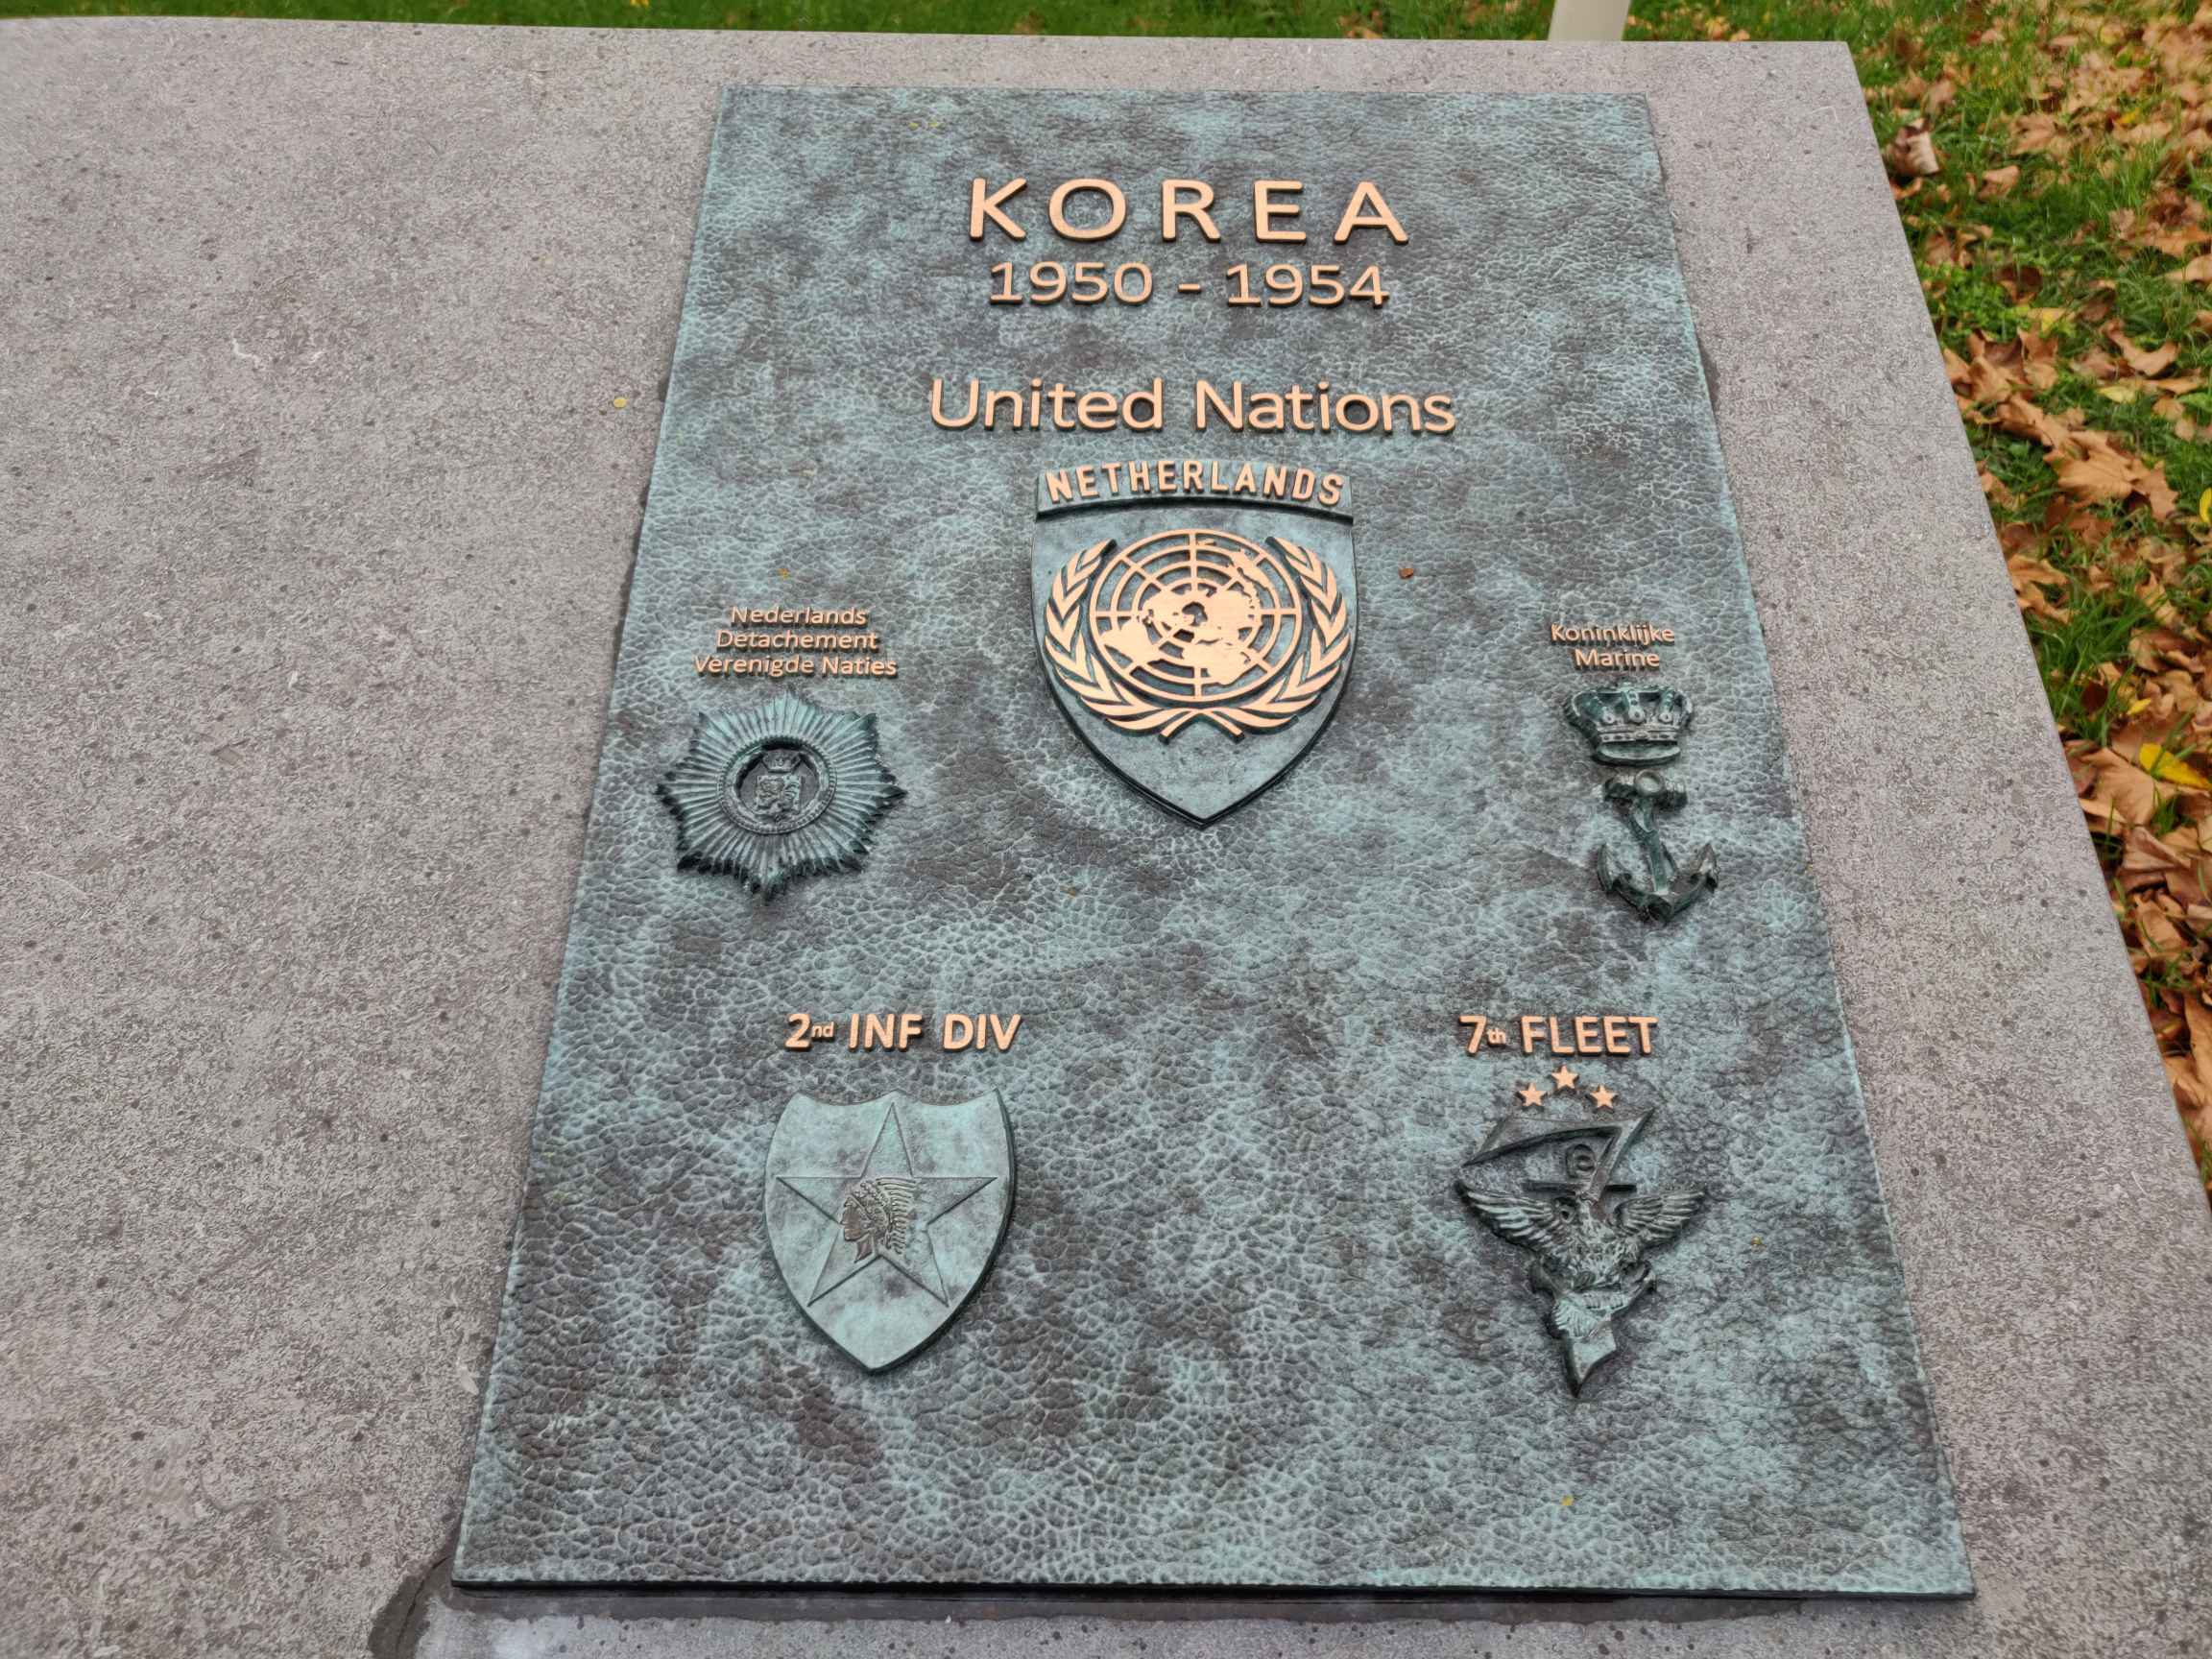 KOREA
1950 - 1954
United Nations
NETHERLANDS
Nederlands
Detachement
Verenigde Naties
Koninklijke
Marine
2nd INF DIV
7th FLEET